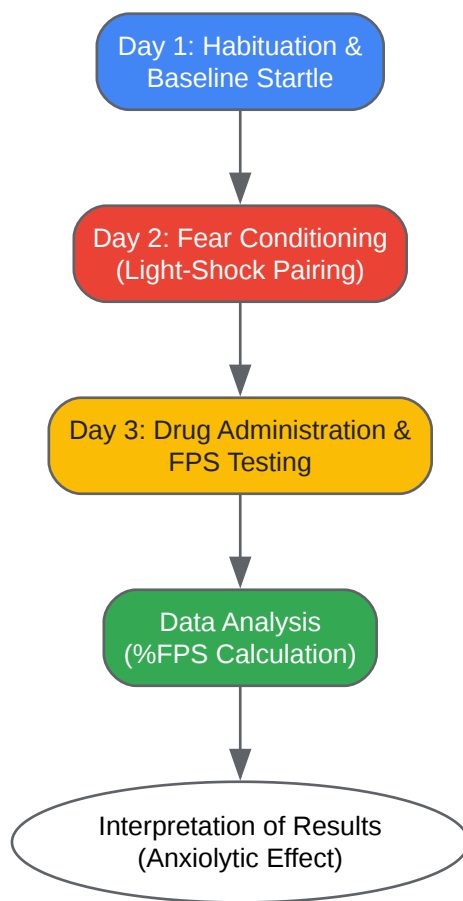 Day 1: Habituation &
Baseline Startle
Day 2: Fear Conditioning
(Light-Shock Pairing)
Day 3: Drug Administration &
FPS Testing
Data Analysis
(%FPS Calculation)
Interpretation of Results
(Anxiolytic Effect)